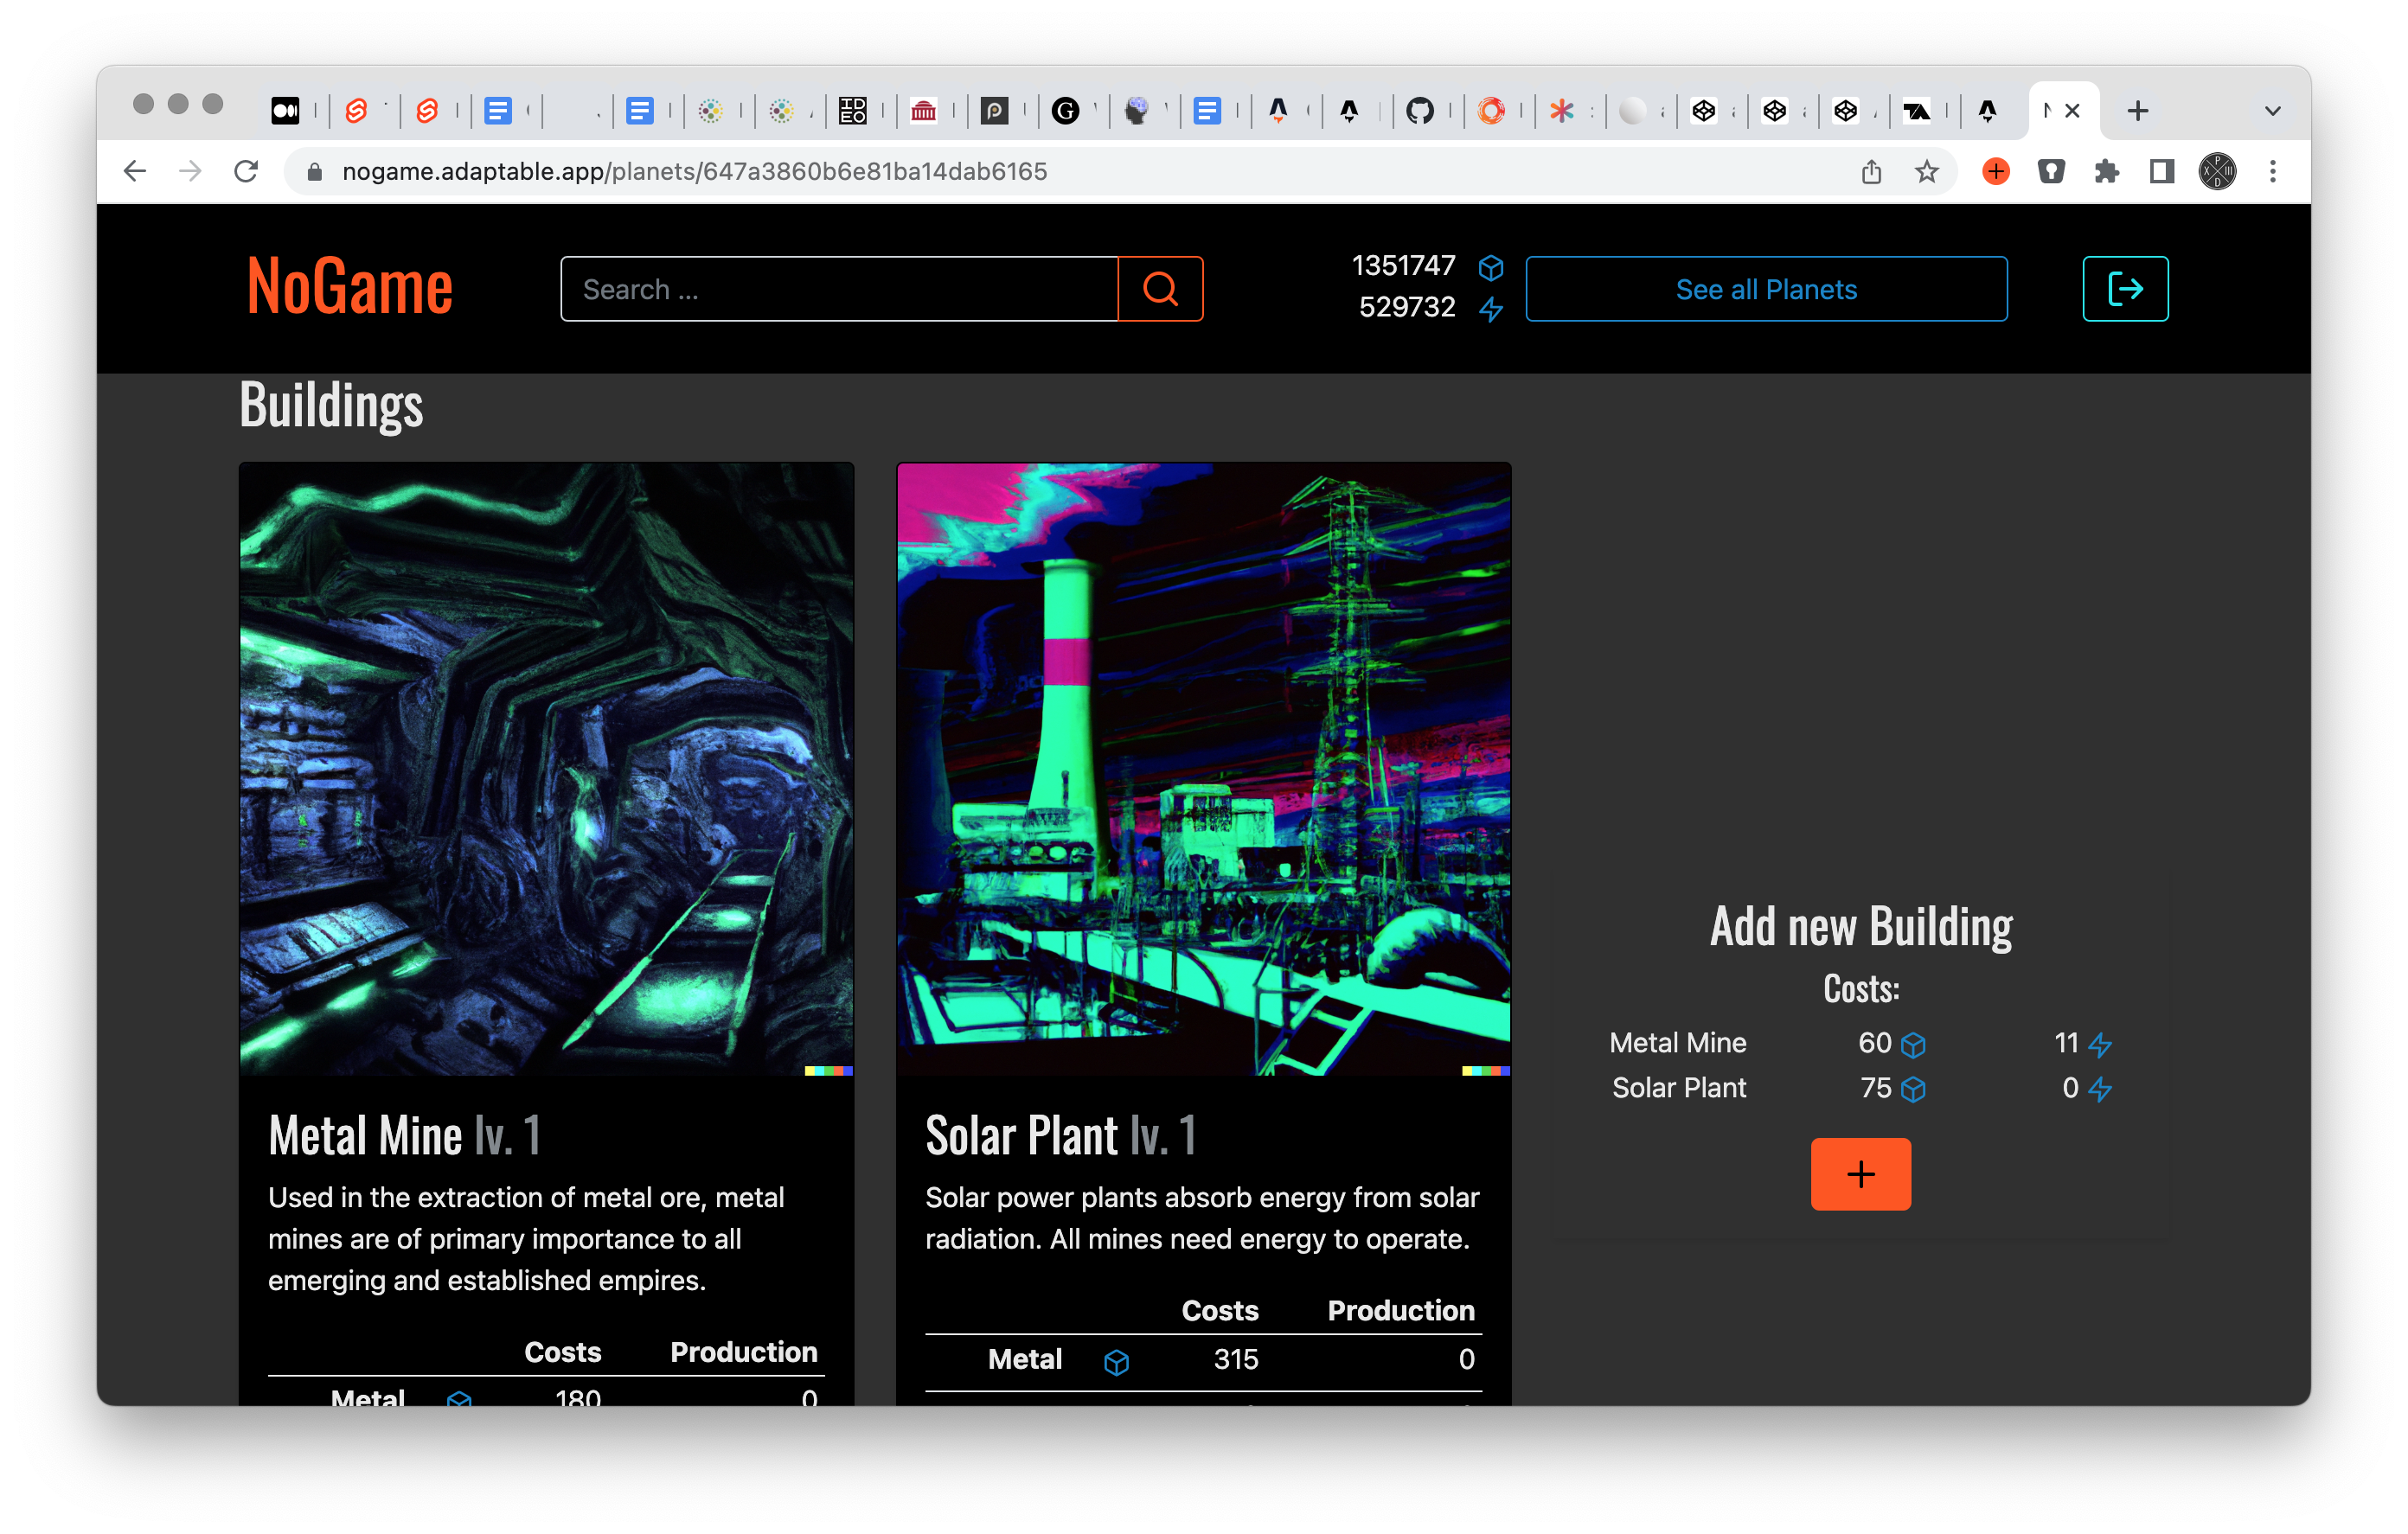 nogame.adaptable.app/planets/647a3860b6e81ba14dab6165
NoGame
Search ...
1351747
529732
See all Planets
Buildings
Metal Mine lv. 1
Used in the extraction of metal ore, metal
mines are of primary importance to all
emerging and established empires.
Costs Production
Metal 180 0
Solar Plant lv. 1
Solar power plants absorb energy from solar
radiation. All mines need energy to operate.
Costs Production
Metal 315 0
Add new Building
Costs:
Metal Mine 60 11
Solar Plant 75 0
+